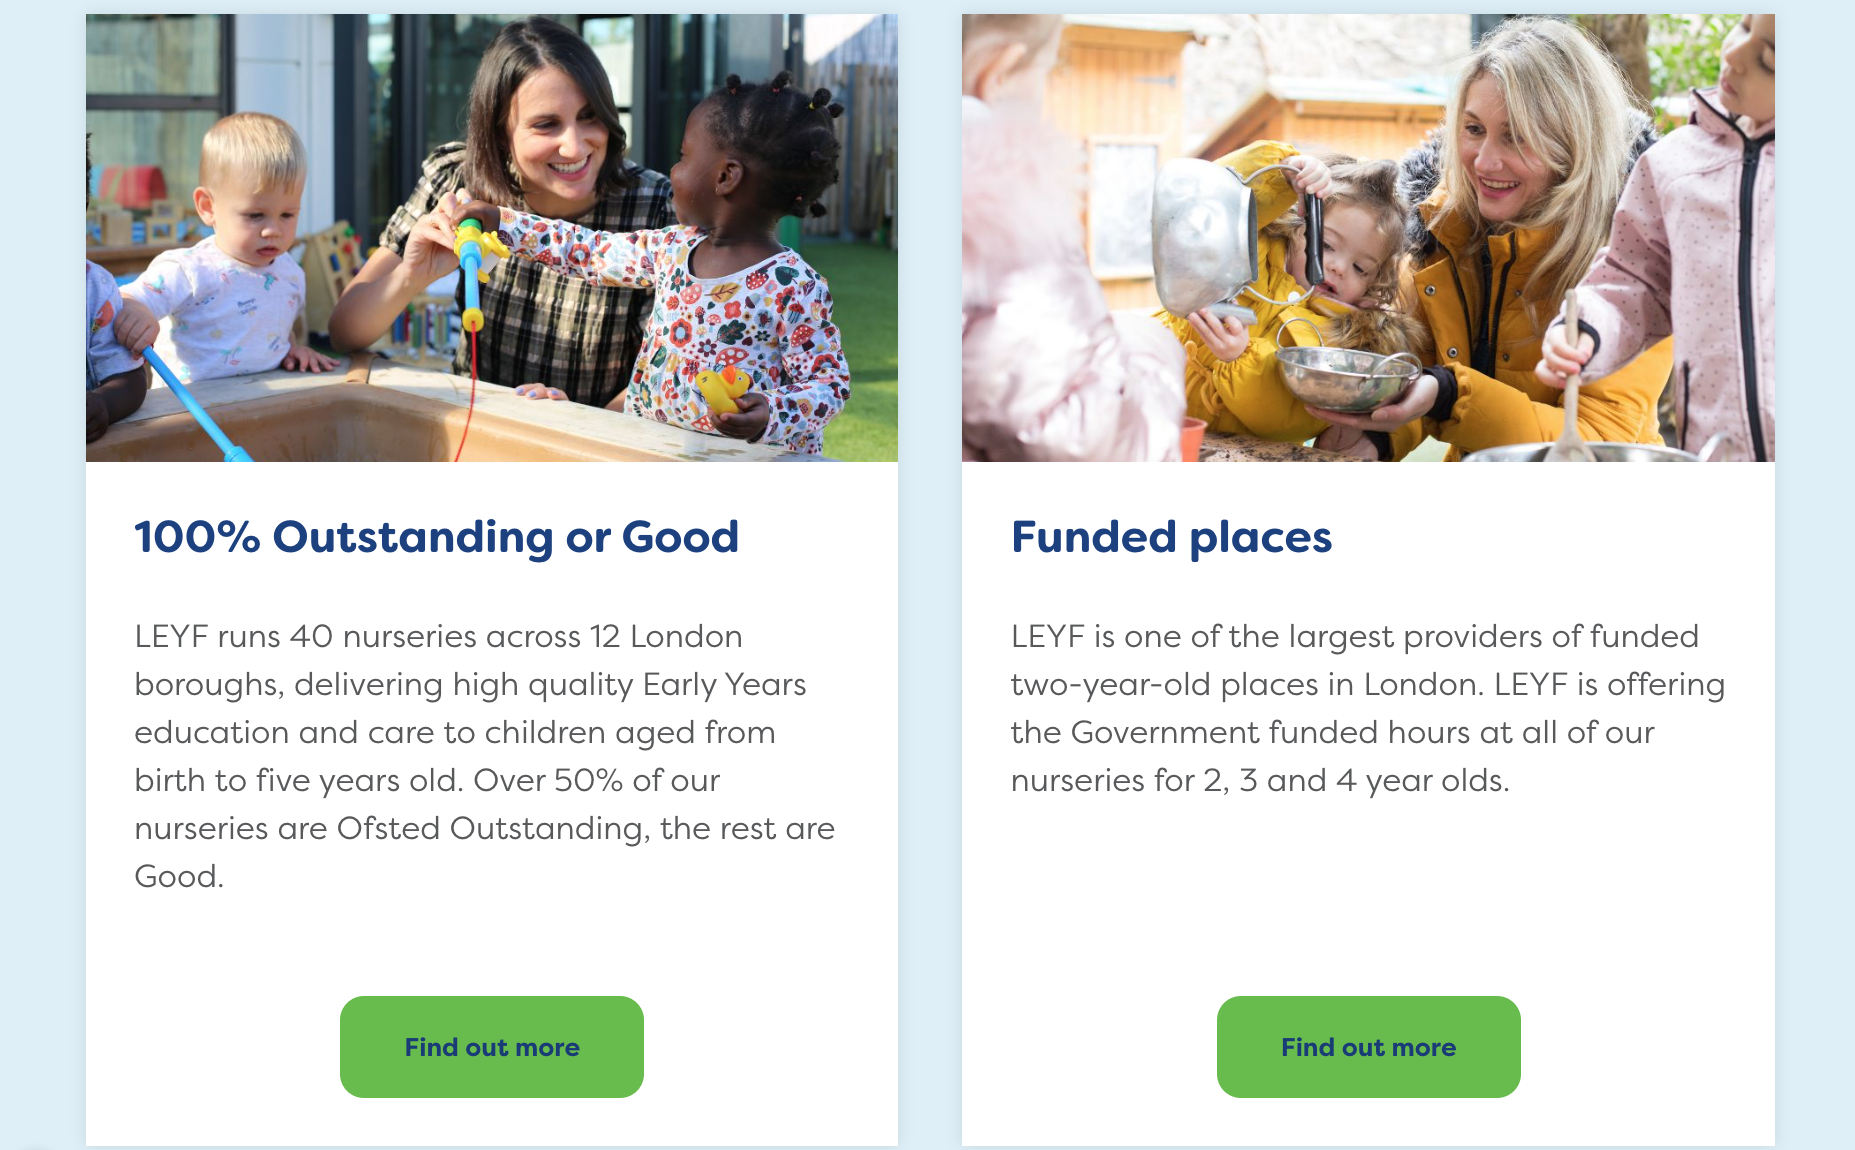 100% Outstanding or Good
LEYF runs 40 nurseries across 12 London
boroughs, delivering high quality Early Years
education and care to children aged from
birth to five years old. Over 50% of our
nurseries are Ofsted Outstanding, the rest are
Good.
Find out more
Funded places
LEYF is one of the largest providers of funded
two-year-old places in London. LEYF is offering
the Government funded hours at all of our
nurseries for 2, 3 and 4 year olds.
Find out more